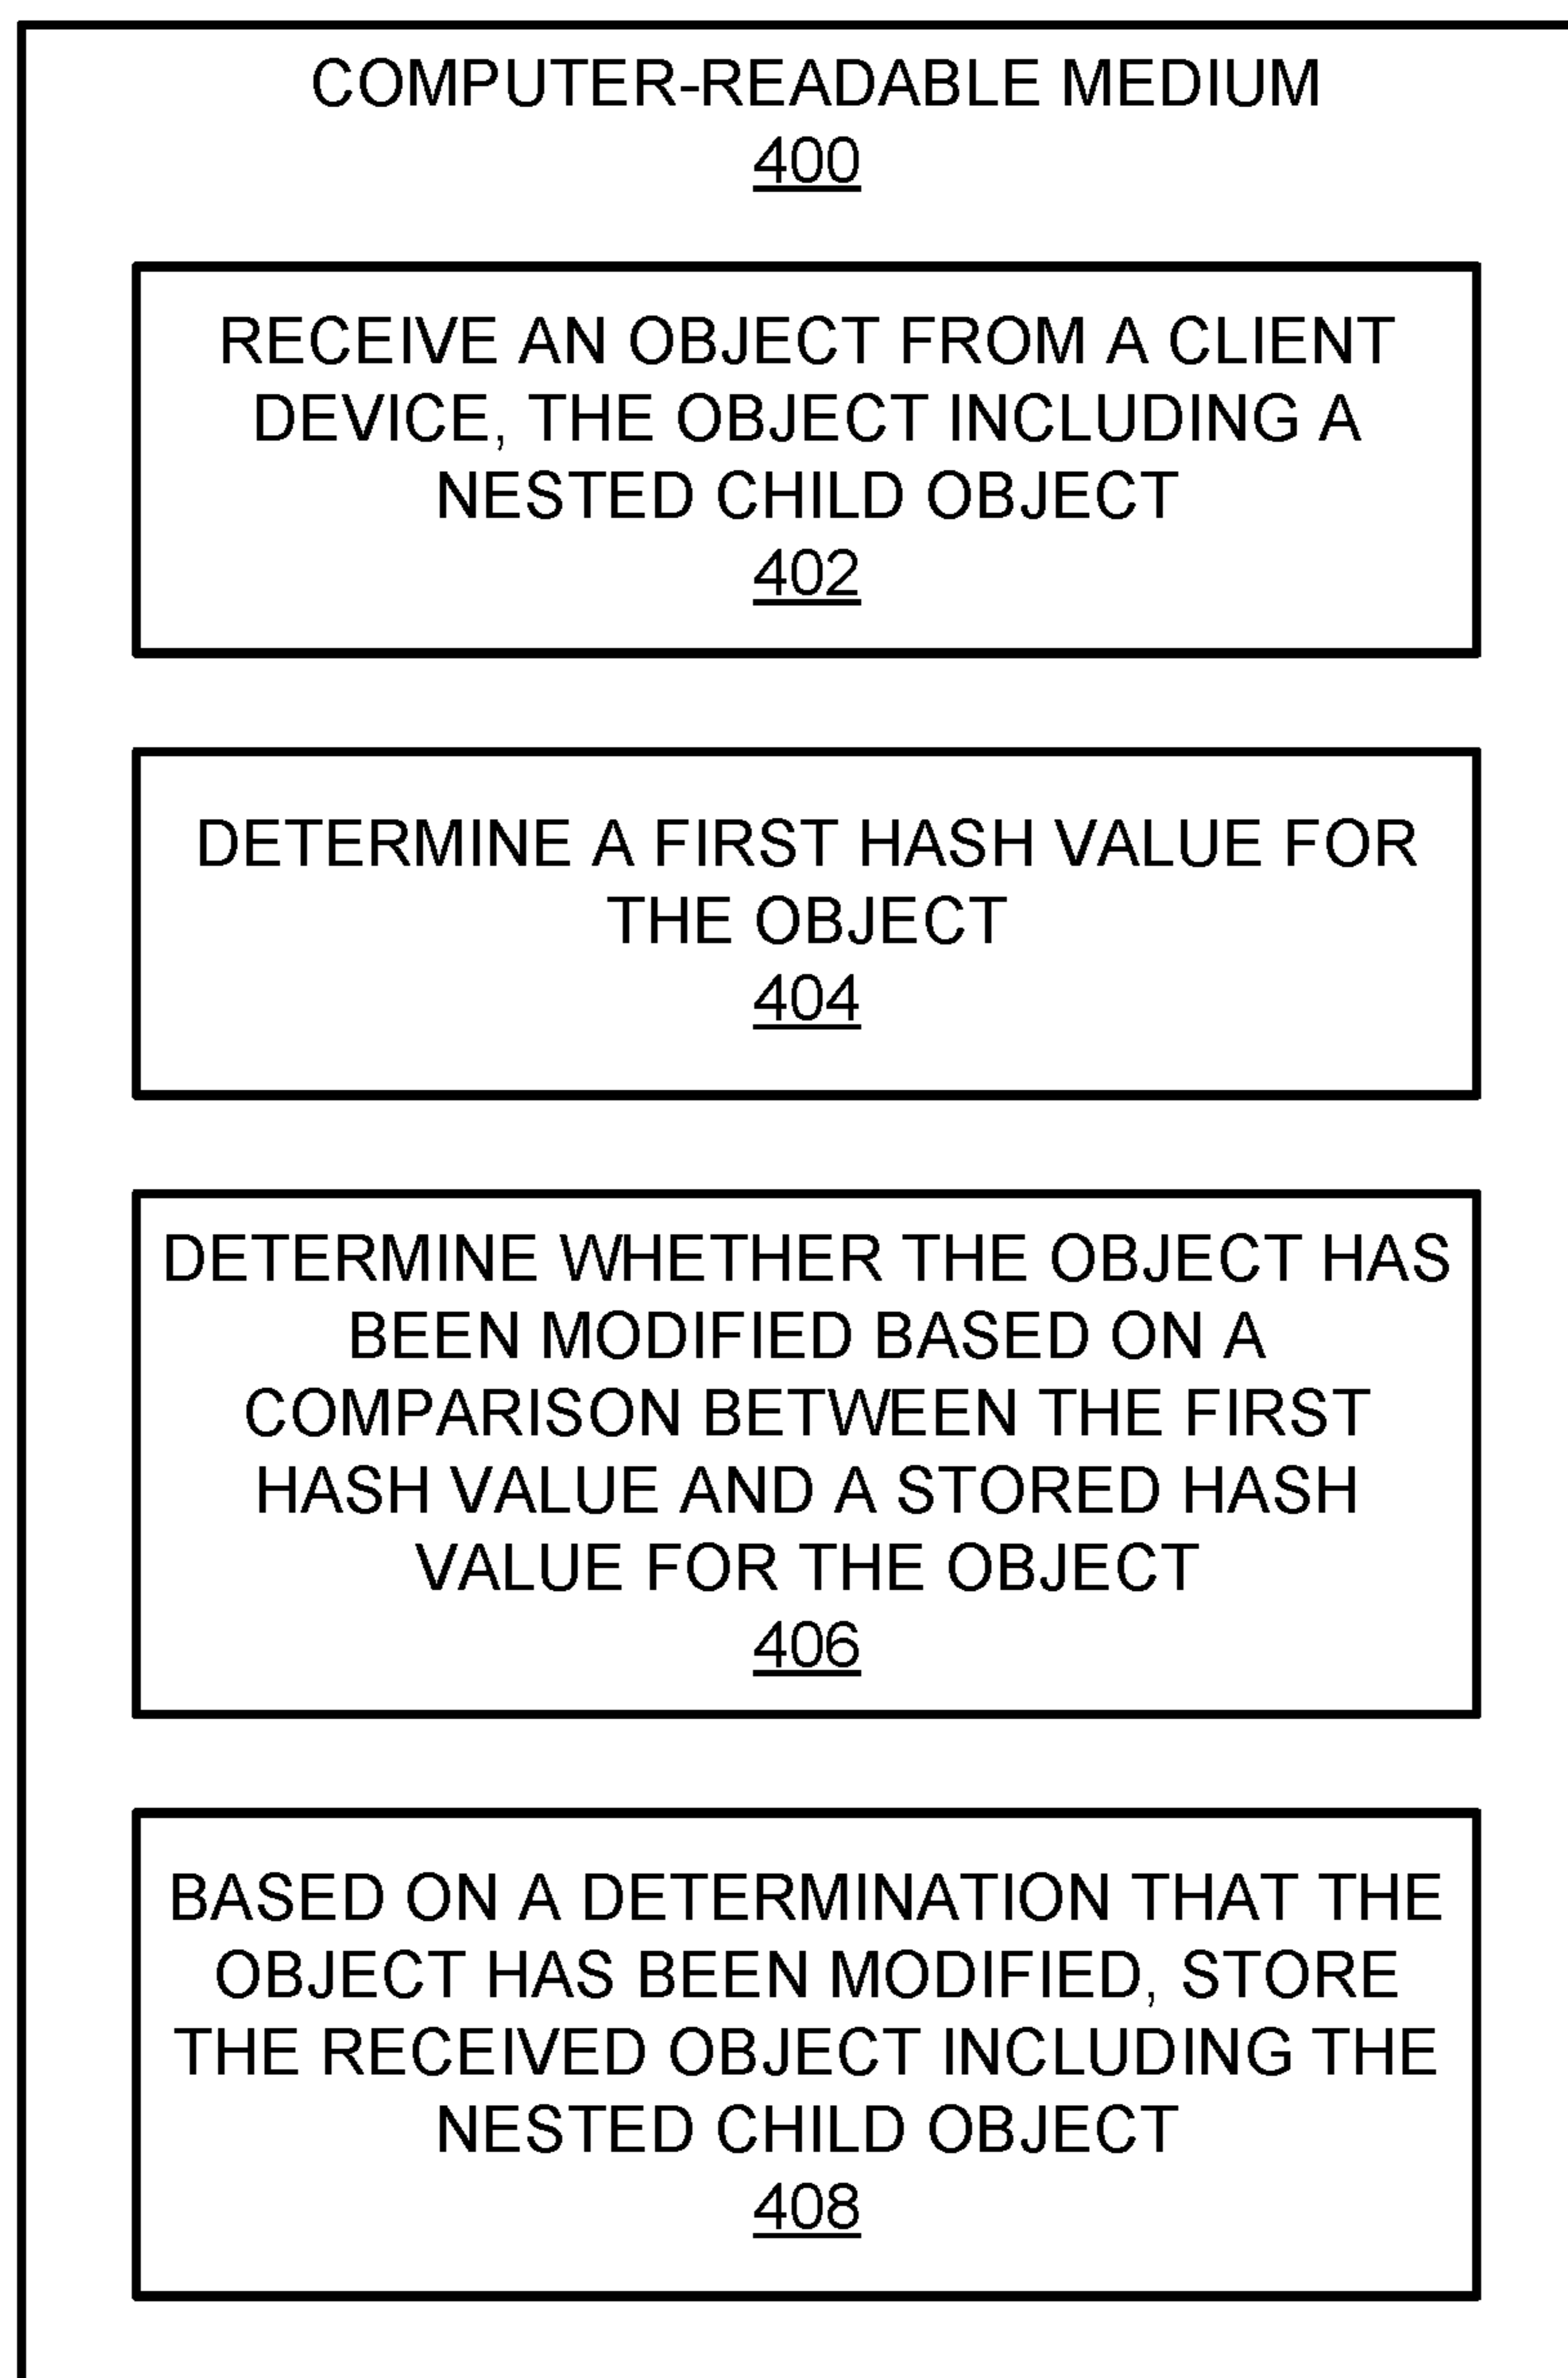 COMPUTER-READABLE MEDIUM
400
RECEIVE AN OBJECT FROM A CLIENT
DEVICE, THE OBJECT INCLUDING A
NESTED CHILD OBJECT
402
DETERMINE A FIRST HASH VALUE FOR
THE OBJECT
404
DETERMINE WHETHER THE OBJECT HAS
BEEN MODIFIED BASED ON A
COMPARISON BETWEEN THE FIRST
HASH VALUE AND A STORED HASH
VALUE FOR THE OBJECT
406
BASED ON A DETERMINATION THAT THE
OBJECT HAS BEEN MODIFIED, STORE
THE RECEIVED OBJECT INCLUDING THE
NESTED CHILD OBJECT
408